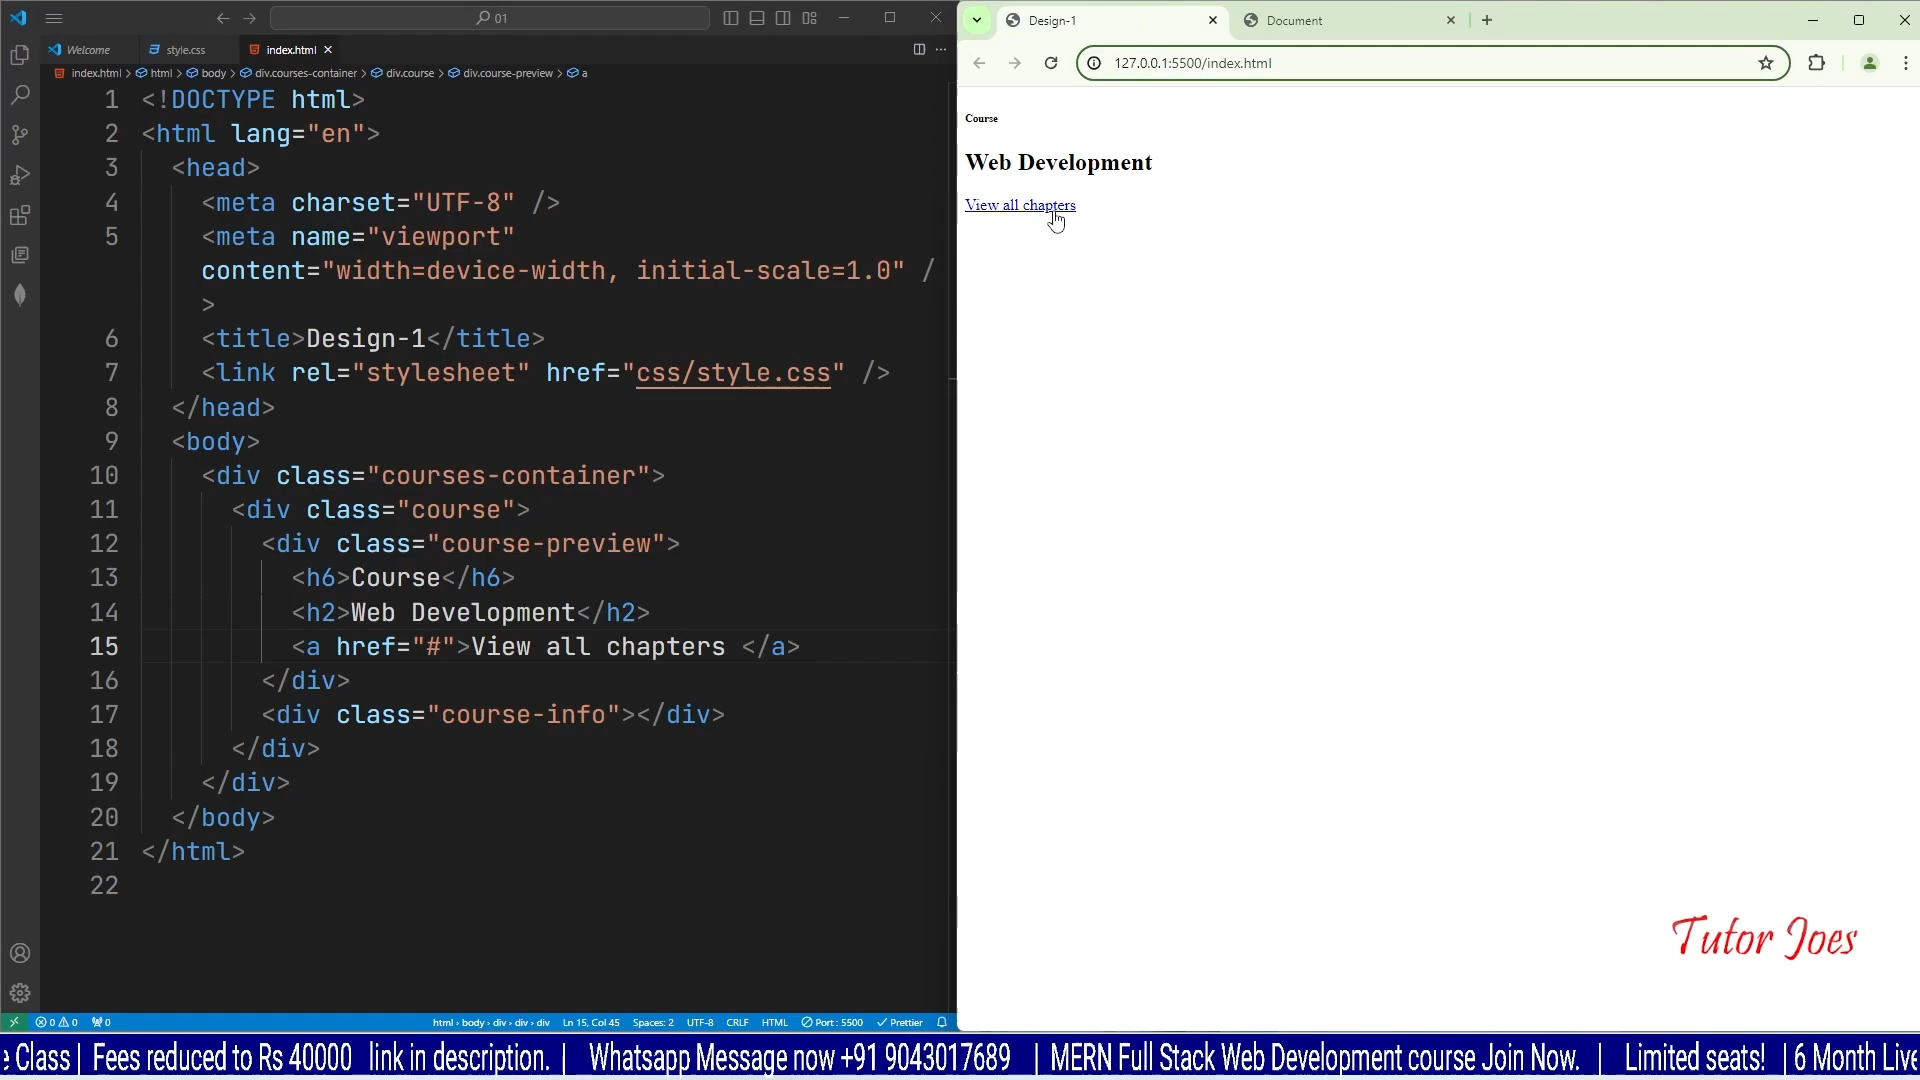 01
Welcome
style.css
index.html
index.html > html > body > div.courses-container > div.course > div.course-preview > a
1 <!DOCTYPE html>
2 <html lang="en">
3 <head>
4 <meta charset="UTF-8" />
5 <meta name="viewport"
content="width=device-width, initial-scale=1.0" /
>
6 <title>Design-1</title>
7 <link rel="stylesheet" href="css/style.css" />
8 </head>
9 <body>
10 <div class="courses-container">
11 <div class="course">
12 <div class="course-preview">
13 <h6>Course</h6>
14 <h2>Web Development</h2>
15 <a href="#">View all chapters </a>
16 </div>
17 <div class="course-info"></div>
18 </div>
19 </div>
20 </body>
21 </html>
22
0 0 0 html › body › div › div › div Ln 15, Col 45 Spaces: 2 UTF-8 CRLF HTML Port : 5500 Prettier
Design-1
Document
127.0.0.1:5500/index.html
Course
Web Development
View all chapters
Tutor Joes
e Class | Fees reduced to Rs 40000 link in description. | Whatsapp Message now +91 9043017689 | MERN Full Stack Web Development course Join Now. | Limited seats! | 6 Month Live